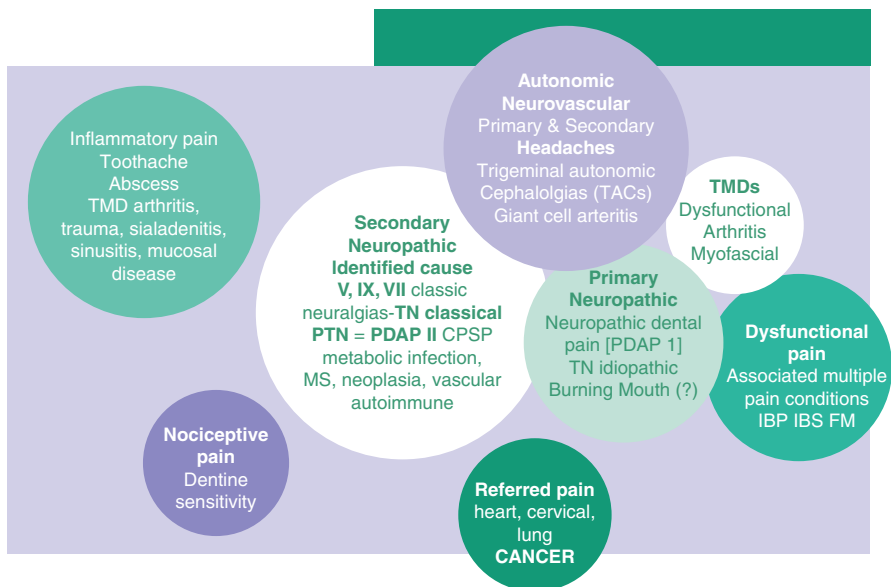 Inflammatory pain
Toothache
Abscess
TMD arthritis,
trauma, sialadenitis,
sinusitis, mucosal
disease
Autonomic
Neurovascular
Primary & Secondary
Headaches
Trigeminal autonomic
Cephalolgias (TACs)
Giant cell arteritis
TMDs
Dysfunctional
Arthritis
Myofascial
Secondary
Neuropathic
Identified cause
V, IX, VII classic
neuralgias-TN classical
PTN = PDAP II CPSP
metabolic infection,
MS, neoplasia, vascular
autoimmune
Primary
Neuropathic
Neuropathic dental
pain [PDAP 1]
TN idiopathic
Burning Mouth (?)
Dysfunctional
pain
Associated multiple
pain conditions
IBP IBS FM
Nociceptive
pain
Dentine
sensitivity
Referred pain
heart, cervical,
lung
CANCER